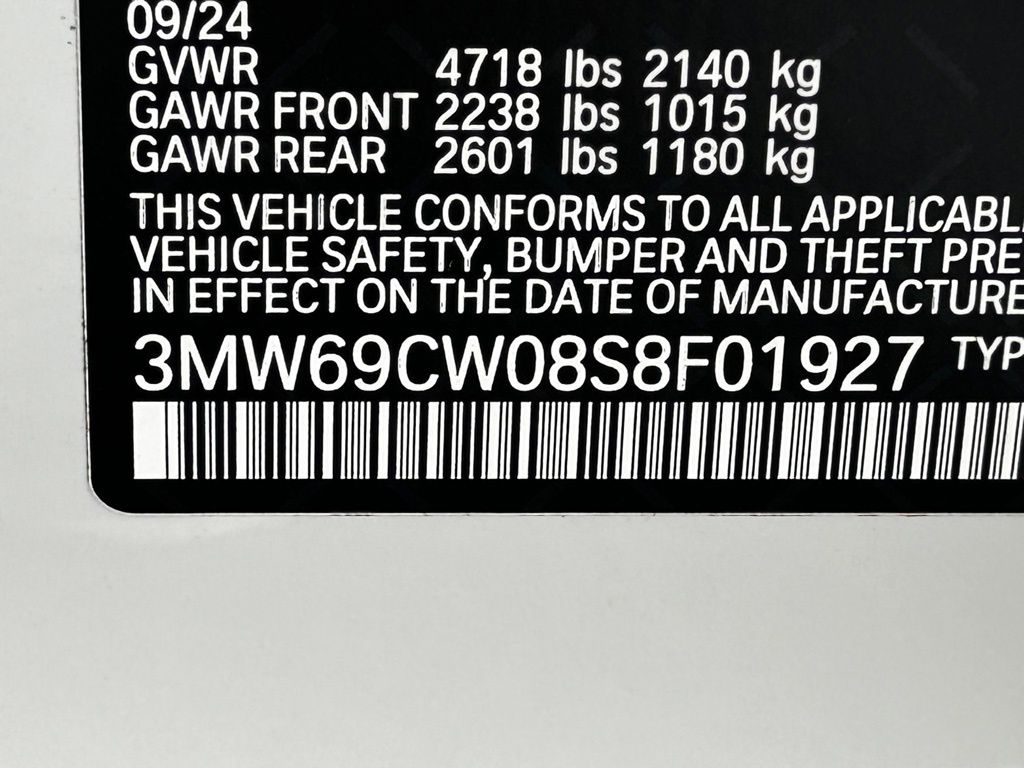 09/24
GVWR 4718 lbs 2140 kg
GAWR FRONT 2238 lbs 1015 kg
GAWR REAR 2601 lbs 1180 kg
THIS VEHICLE CONFORMS TO ALL APPLICABL
VEHICLE SAFETY, BUMPER AND THEFT PRE
IN EFFECT ON THE DATE OF MANUFACTURE
3MW69CW08S8F01927 TYP